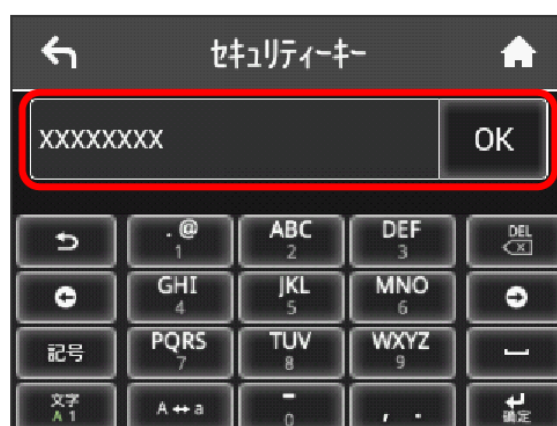 セキュリティーキー
XXXXXXXX OK
. @ ABC DEF DEL
1 2 3
GHI JKL MNO
4 5 6
記号 PQRS TUV WXYZ
7 8 9
文字 A ↔ a - , .
A 1 0 確定